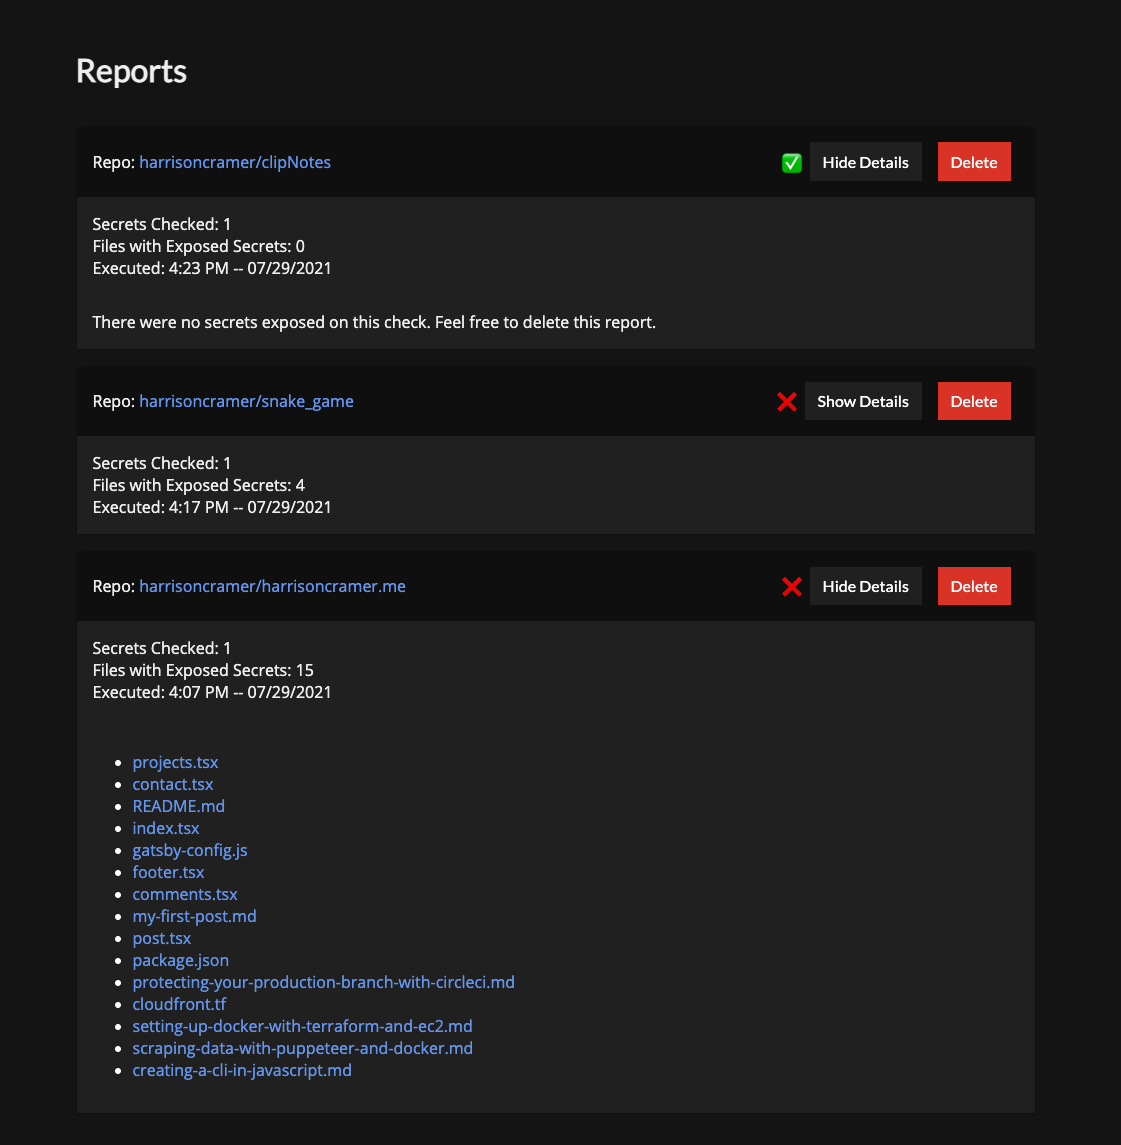 Reports
Repo: harrisoncramer/clipNotes
Hide Details
Delete
Secrets Checked: 1
Files with Exposed Secrets: 0
Executed: 4:23 PM -- 07/29/2021
There were no secrets exposed on this check. Feel free to delete this report.
Repo: harrisoncramer/snake_game
Show Details
Delete
Secrets Checked: 1
Files with Exposed Secrets: 4
Executed: 4:17 PM -- 07/29/2021
Repo: harrisoncramer/harrisoncramer.me
Hide Details
Delete
Secrets Checked: 1
Files with Exposed Secrets: 15
Executed: 4:07 PM -- 07/29/2021
projects.tsx
contact.tsx
README.md
index.tsx
gatsby-config.js
footer.tsx
comments.tsx
my-first-post.md
post.tsx
package.json
protecting-your-production-branch-with-circleci.md
cloudfront.tf
setting-up-docker-with-terraform-and-ec2.md
scraping-data-with-puppeteer-and-docker.md
creating-a-cli-in-javascript.md